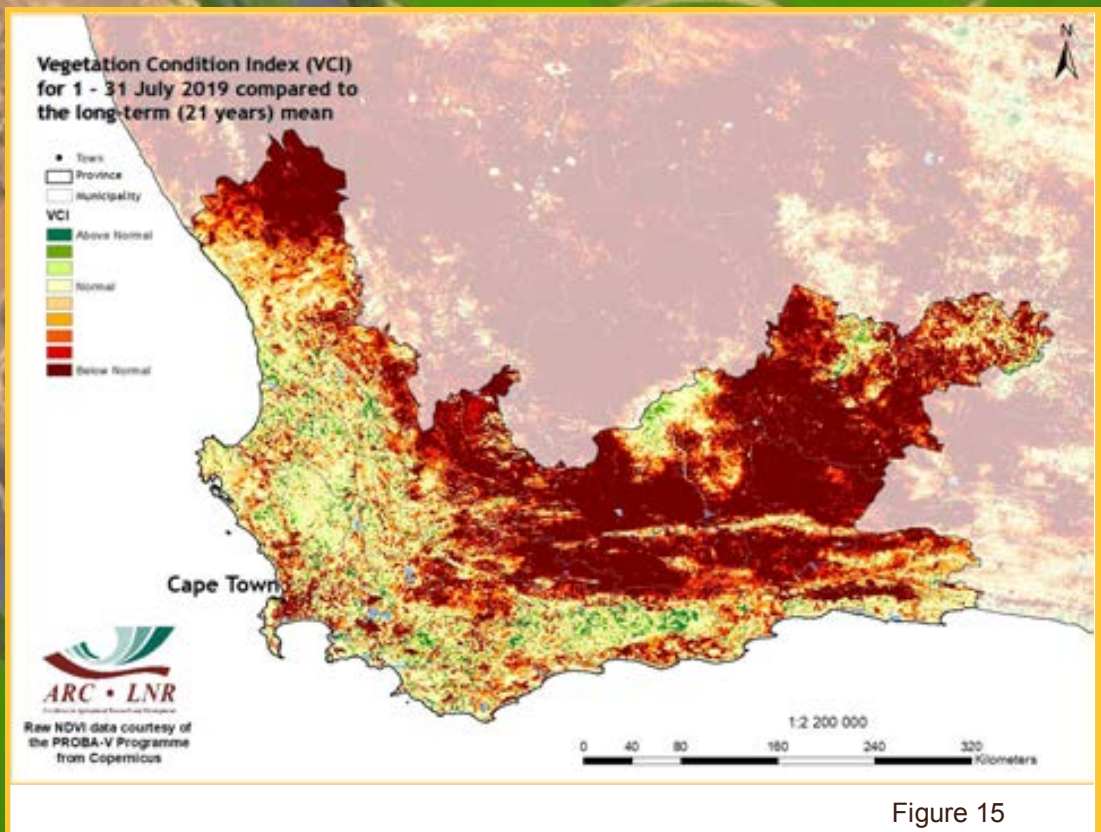 Vegetation Condition Index (VCI)
for 1 - 31 July 2019 compared to
the long-term (21 years) mean
N
Town
Province
Municipality
VCI
Above Normal
Normal
Below Normal
Cape Town
ARC • LNR
Raw NDVI data courtesy of
the PROBA-V Programme
from Copernicus
1:2 200 000
0 40 80 160 240 320
Kilometers
Figure 15